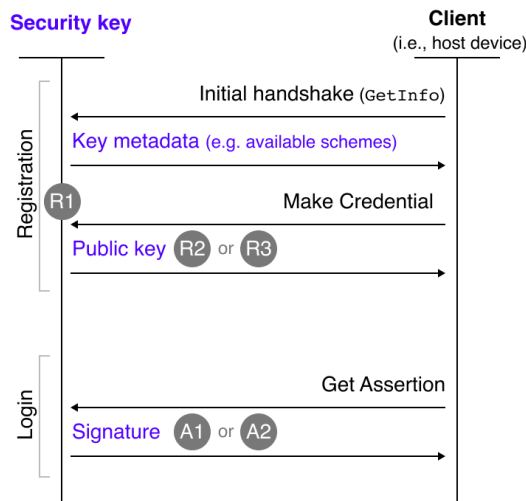 Security key
Client
(i.e., host device)
Registration
Initial handshake (GetInfo)
Key metadata (e.g. available schemes)
R1
Make Credential
Public key R2 or R3
Login
Get Assertion
Signature A1 or A2